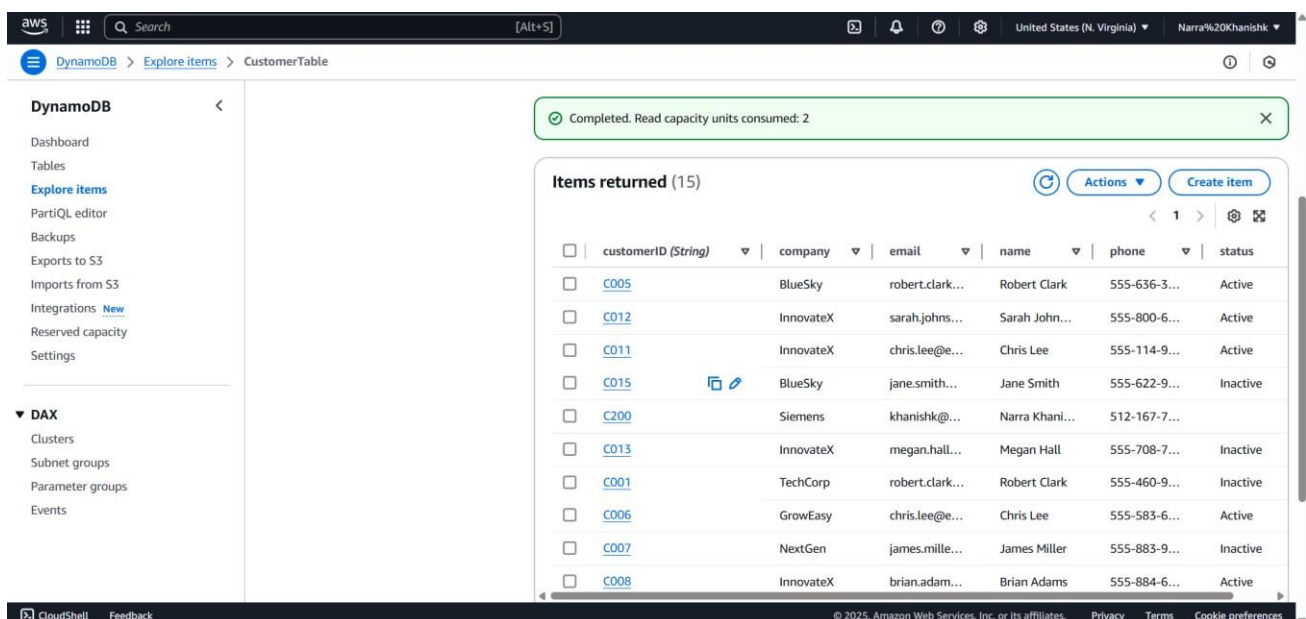 aws Search [Alt+S] United States (N. Virginia) ▼ Narra%20Khanishk ▼
DynamoDB > Explore items > CustomerTable
DynamoDB
Dashboard
Tables
Explore items
PartiQL editor
Backups
Exports to S3
Imports from S3
Integrations New
Reserved capacity
Settings
▼ DAX
Clusters
Subnet groups
Parameter groups
Events
Completed. Read capacity units consumed: 2
Items returned (15) Actions ▼ Create item
< 1 >
customerID (String) company email name phone status
C005 BlueSky robert.clark... Robert Clark 555-636-3... Active
C012 InnovateX sarah.johns... Sarah John... 555-800-6... Active
C011 InnovateX chris.lee@e... Chris Lee 555-114-9... Active
C015 BlueSky jane.smith... Jane Smith 555-622-9... Inactive
C200 Siemens khanishk@... Narra Khani... 512-167-7...
C013 InnovateX megan.hall... Megan Hall 555-708-7... Inactive
C001 TechCorp robert.clark... Robert Clark 555-460-9... Inactive
C006 GrowEasy chris.lee@e... Chris Lee 555-583-6... Active
C007 NextGen james.mille... James Miller 555-883-9... Inactive
C008 InnovateX brian.adam... Brian Adams 555-884-6... Active
CloudShell Feedback © 2025, Amazon Web Services, Inc. or its affiliates. Privacy Terms Cookie preferences